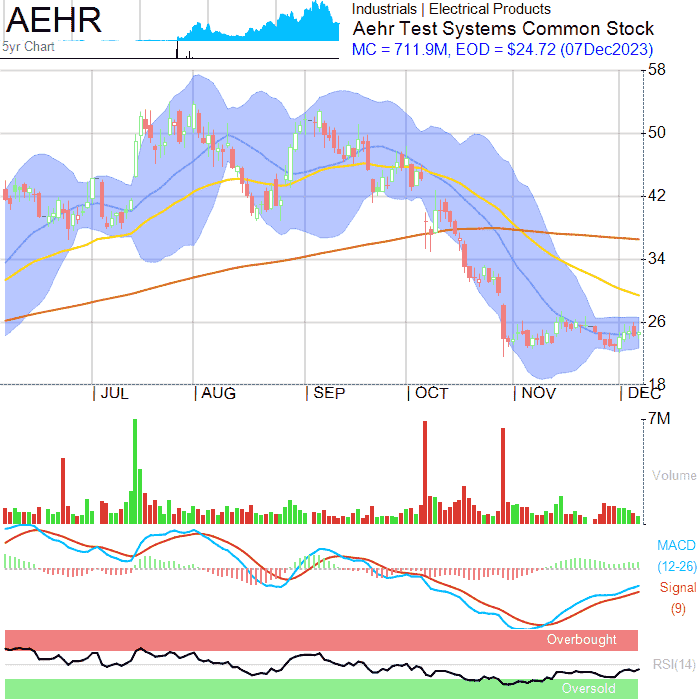 AEHR
5yr Chart
Industrials | Electrical Products
Aehr Test Systems Common Stock
MC = 711.9M, EOD = $24.72 (07Dec2023)
58
50
42
34
26
18
JUL AUG SEP OCT NOV DEC
7M
Volume
MACD
(12-26)
Signal
(9)
Overbought
RSI(14)
Oversold